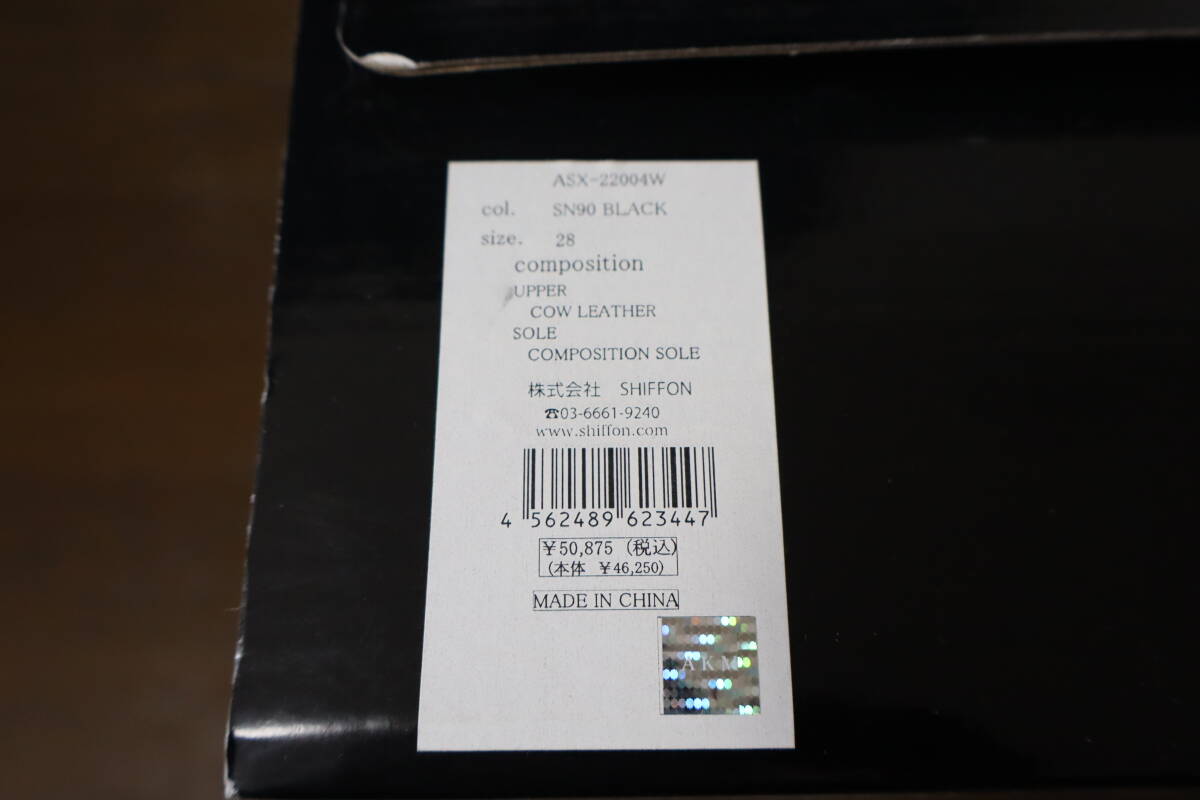 ASX-22004W
col. SN90 BLACK
size. 28
composition
UPPER
COW LEATHER
SOLE
COMPOSITION SOLE
株式会社 SHIFFON
☎03-6661-9240
www.shiffon.com
4 562489 623447
¥50,875 (税込)
(本体 ¥46,250)
MADE IN CHINA
AKM